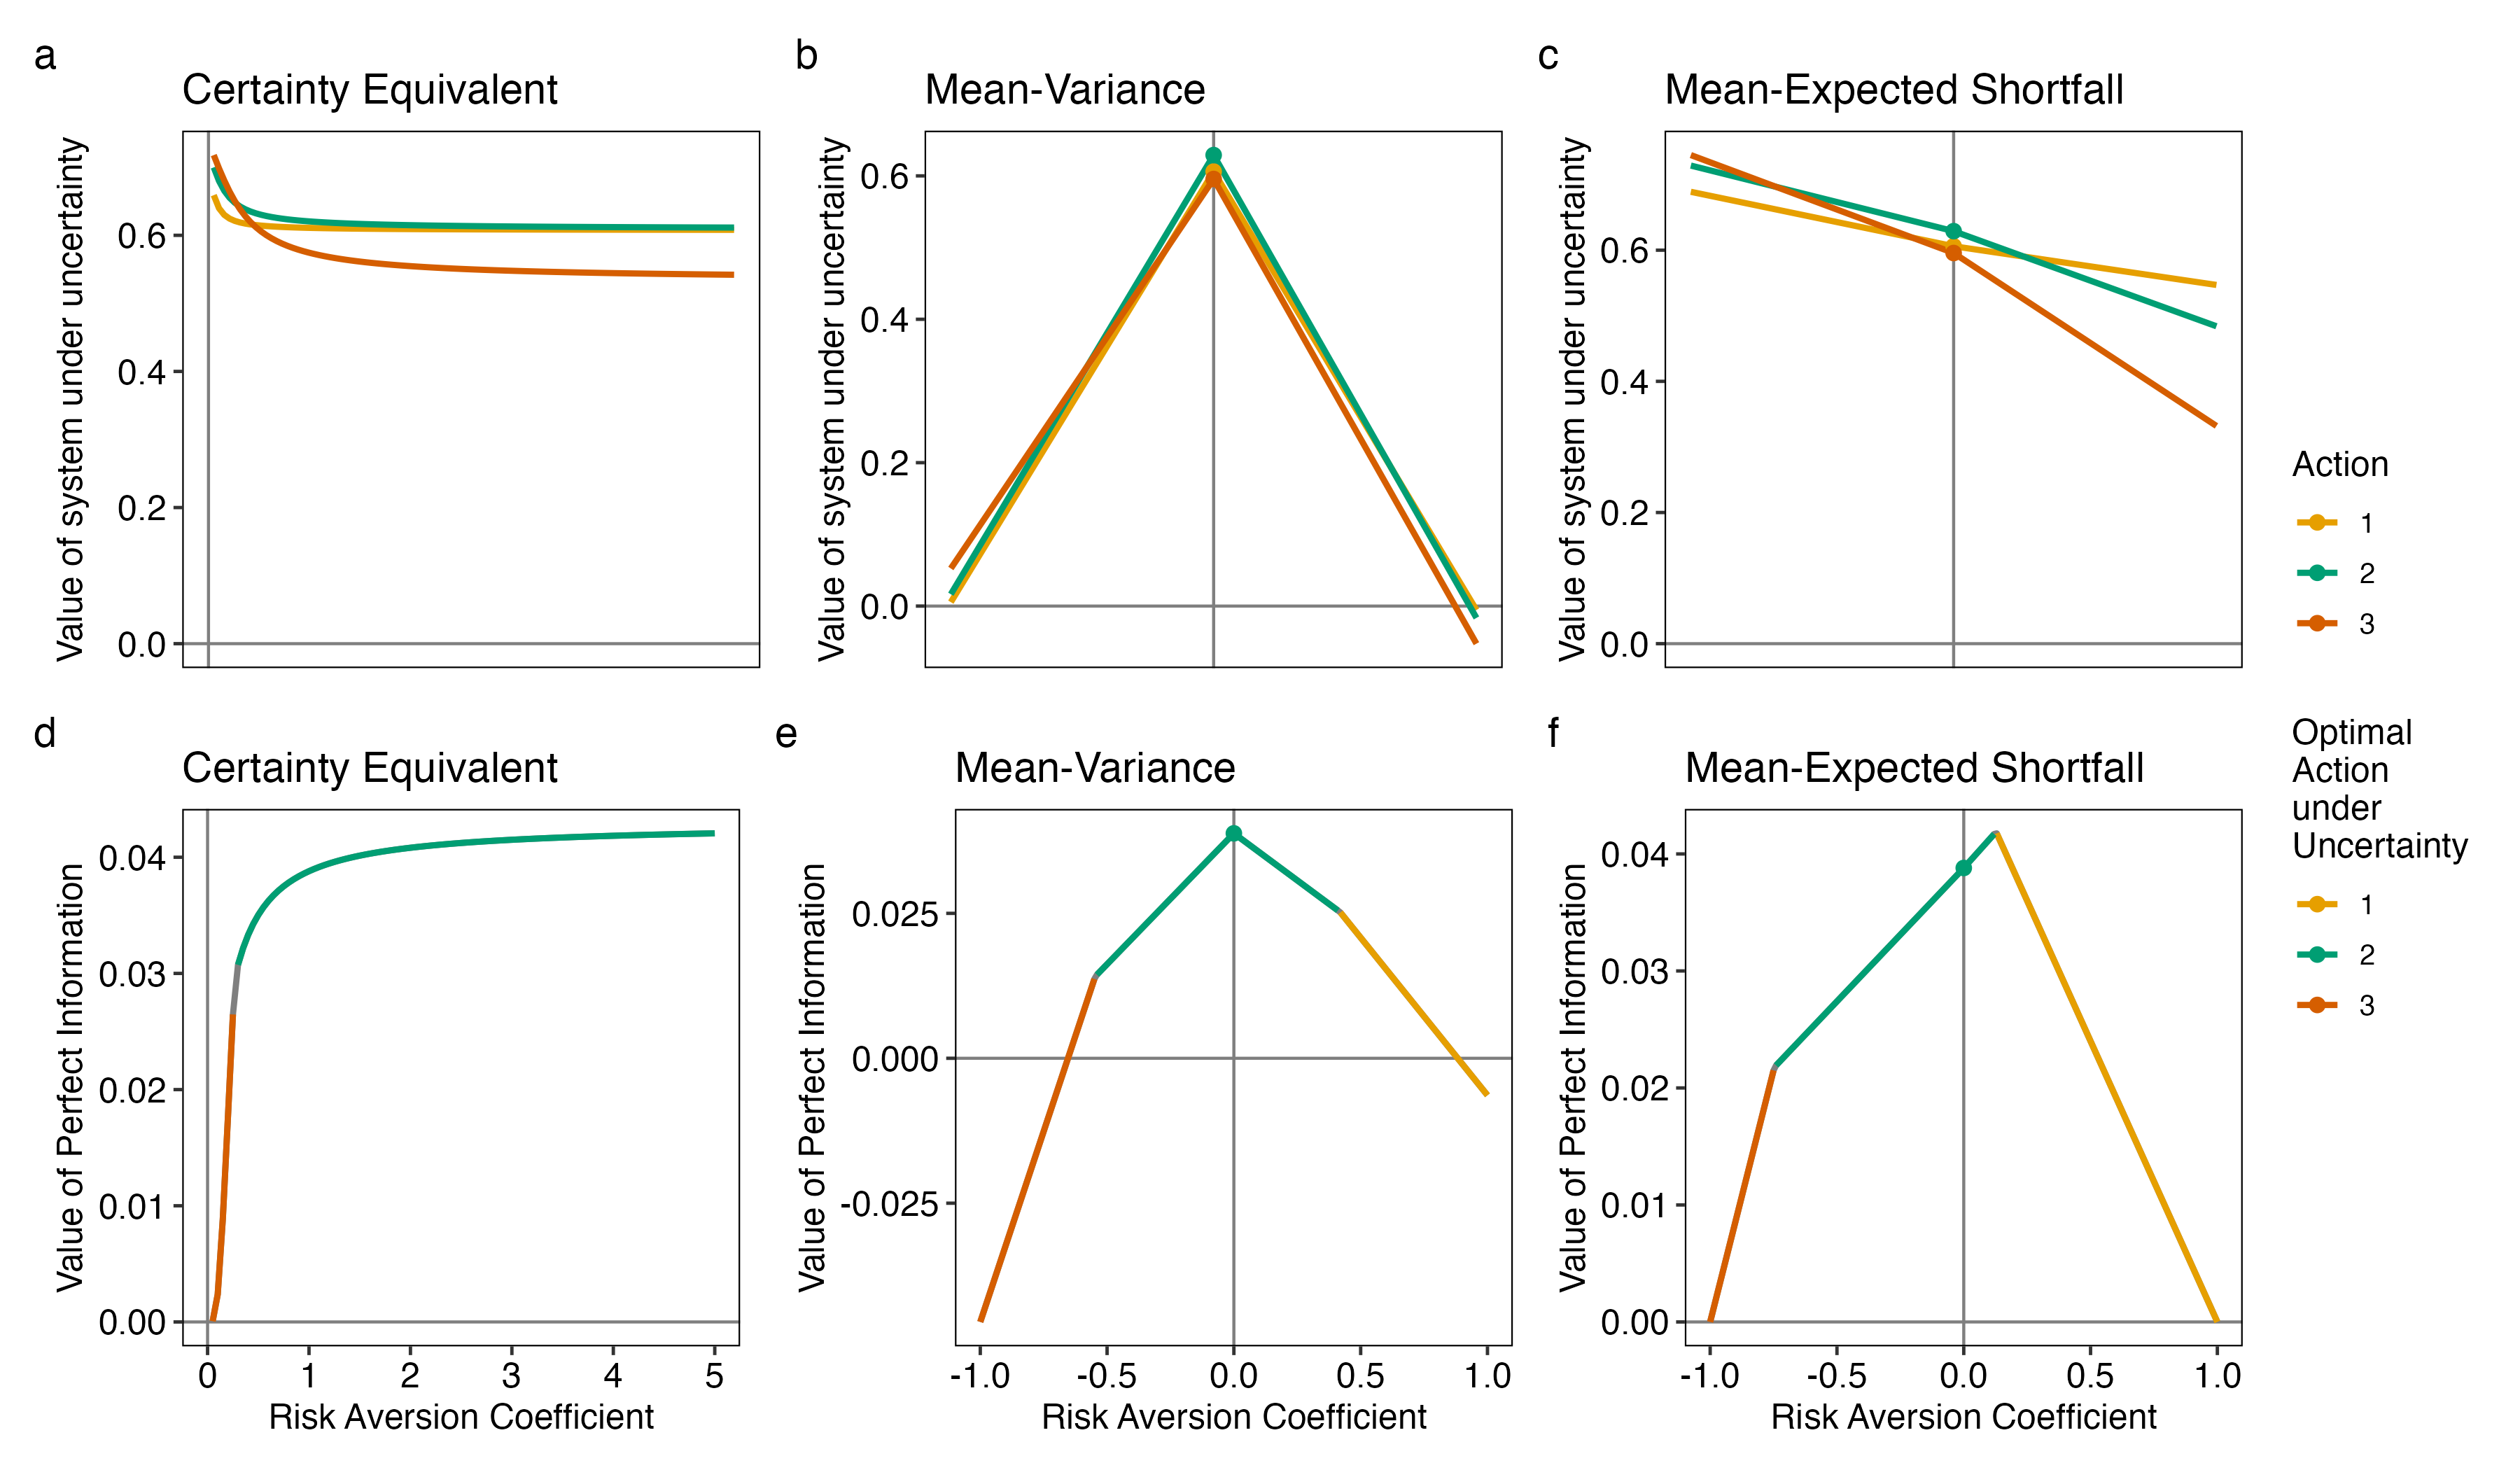 a
Certainty Equivalent
Value of system under uncertainty
0.6
0.4
0.2
0.0
b
Mean-Variance
Value of system under uncertainty
0.6
0.4
0.2
0.0
c
Mean-Expected Shortfall
Value of system under uncertainty
0.6
0.4
0.2
0.0
Action
1
2
3
d
Certainty Equivalent
Value of Perfect Information
0.04
0.03
0.02
0.01
0.00
0 1 2 3 4 5
Risk Aversion Coefficient
e
Mean-Variance
Value of Perfect Information
0.025
0.000
-0.025
-1.0 -0.5 0.0 0.5 1.0
Risk Aversion Coefficient
f
Mean-Expected Shortfall
Value of Perfect Information
0.04
0.03
0.02
0.01
0.00
-1.0 -0.5 0.0 0.5 1.0
Risk Aversion Coefficient
Optimal
Action
under
Uncertainty
1
2
3